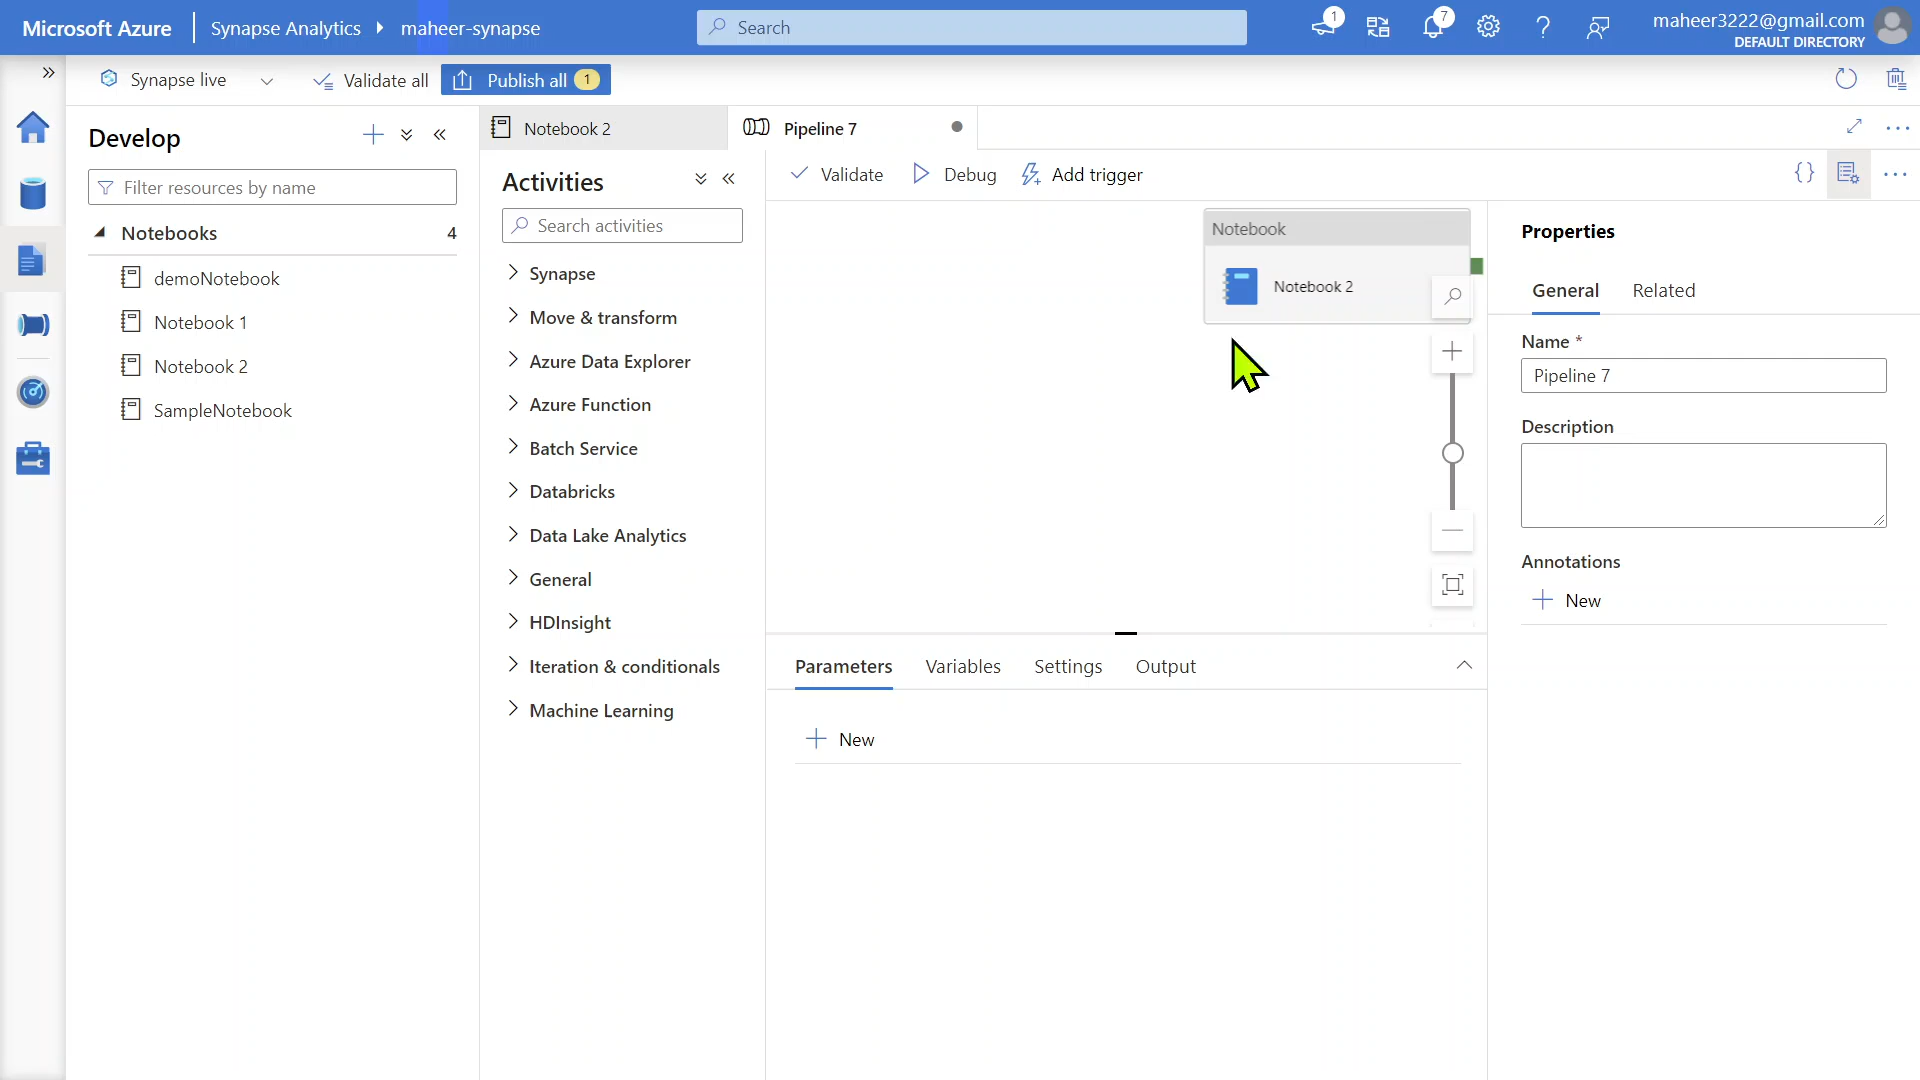 Microsoft Azure
Synapse Analytics
maheer-synapse
Search
1
7
maheer3222@gmail.com
DEFAULT DIRECTORY
Synapse live
Validate all
Publish all
1
Develop
Filter resources by name
Notebooks
4
demoNotebook
Notebook 1
Notebook 2
SampleNotebook
Notebook 2
Pipeline 7
Activities
Search activities
Synapse
Move & transform
Azure Data Explorer
Azure Function
Batch Service
Databricks
Data Lake Analytics
General
HDInsight
Iteration & conditionals
Machine Learning
Validate
Debug
Add trigger
Notebook
Notebook 2
Parameters
Variables
Settings
Output
New
Properties
General
Related
Name *
Pipeline 7
Description
Annotations
New